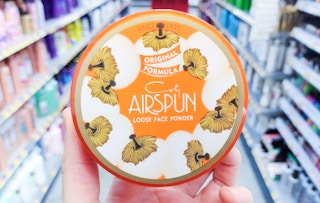 ORIGINAL
FORMULA
Coty
AIRSPUN
LOOSE FACE POWDER